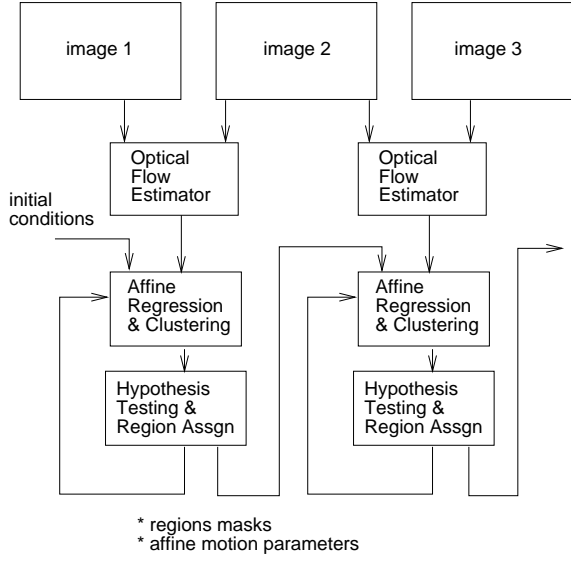 image 1
image 2
image 3
Optical
Flow
Estimator
Optical
Flow
Estimator
initial
conditions
Affine
Regression
& Clustering
Affine
Regression
& Clustering
Hypothesis
Testing &
Region Assgn
Hypothesis
Testing &
Region Assgn
* regions masks
* affine motion parameters